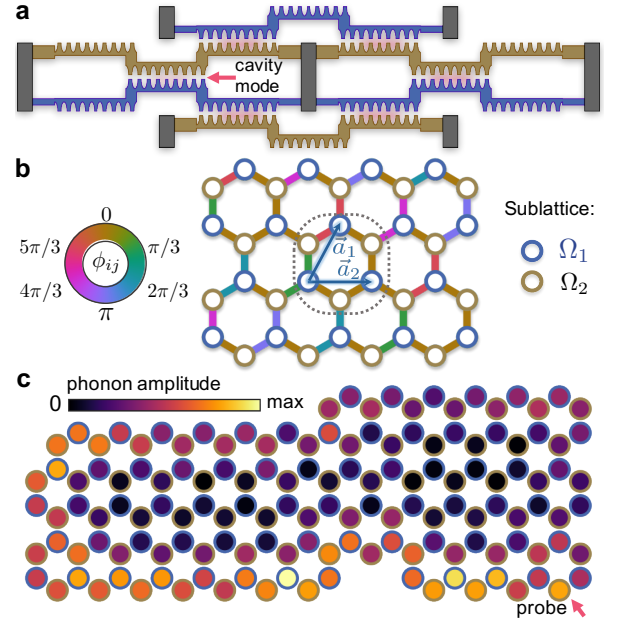 a
cavity
mode
b
0
5π/3
π/3
ϕij
4π/3
2π/3
π
a⃗1
a⃗2
Sublattice:
Ω1
Ω2
c
phonon amplitude
0
max
probe